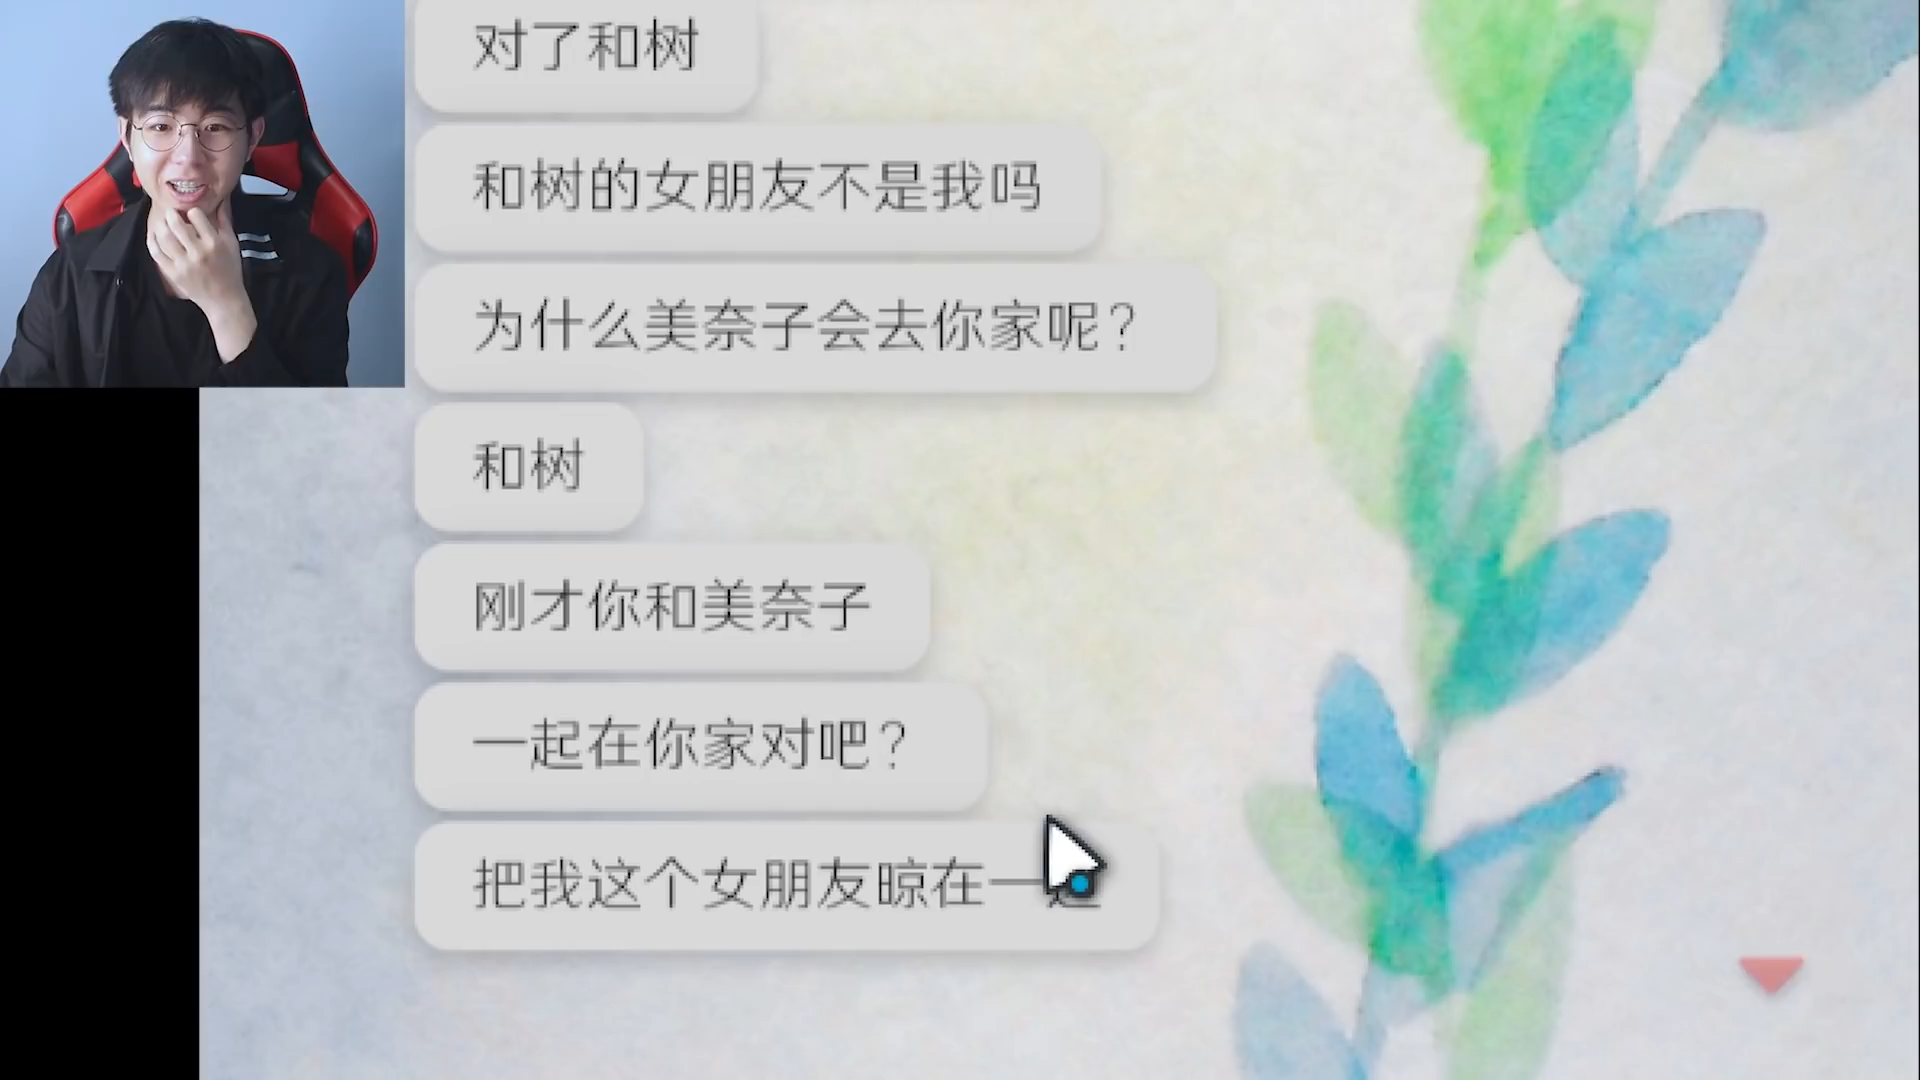 对了和树
和树的女朋友不是我吗
为什么美奈子会去你家呢？
和树
刚才你和美奈子
一起在你家对吧？
把我这个女朋友晾在一